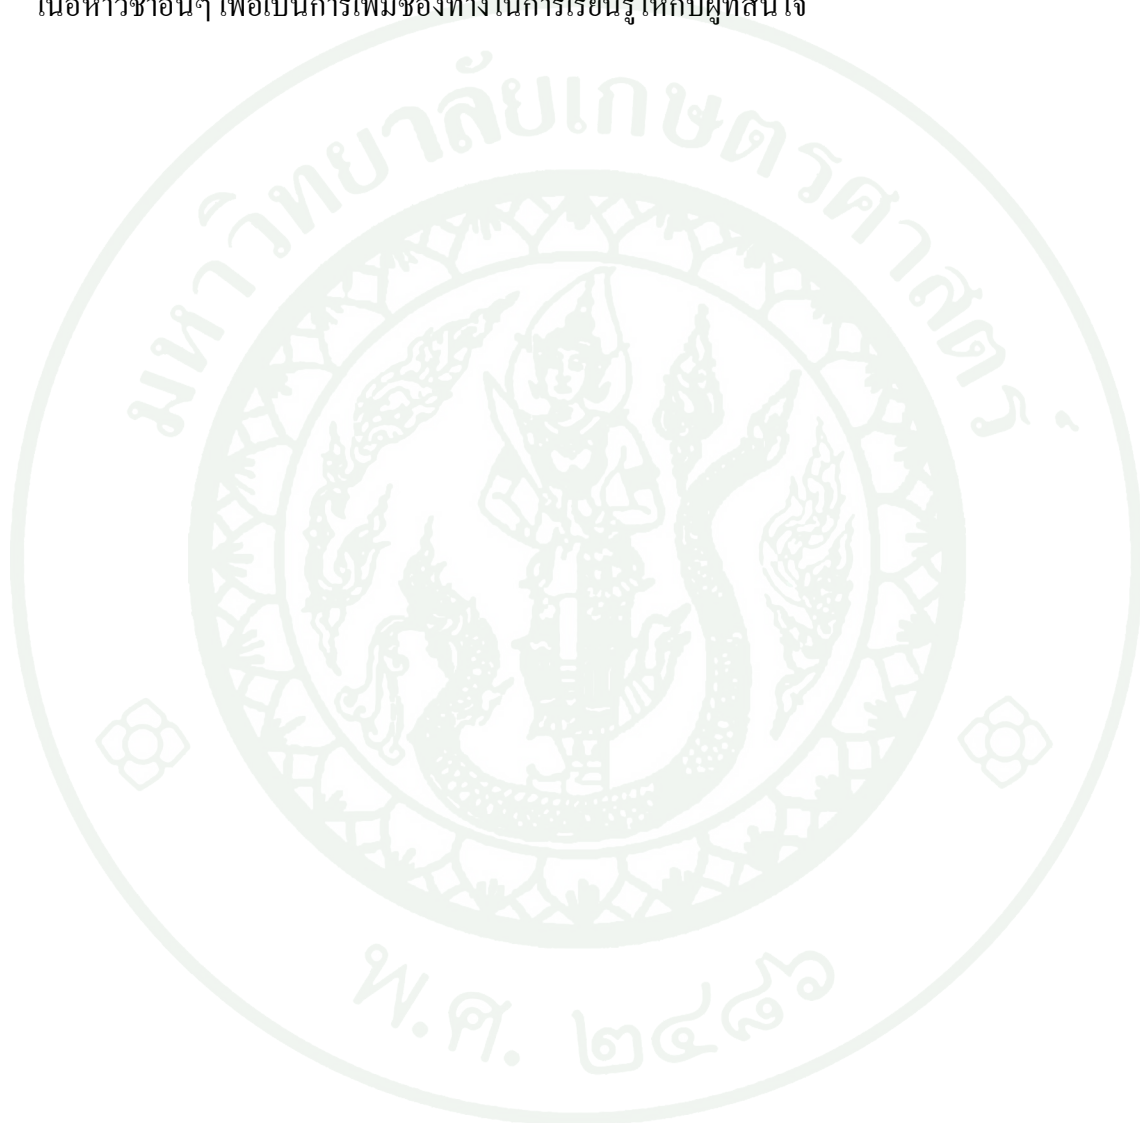 เนื้อหาวิชาอื่นๆ เพื่อเป็นการเพิ่มช่องทางในการเรียนรู้ให้กับผู้ที่สนใจ
มหาวิทยาลัยเกษตรศาสตร์
พ.ศ. ๒๔๘๖